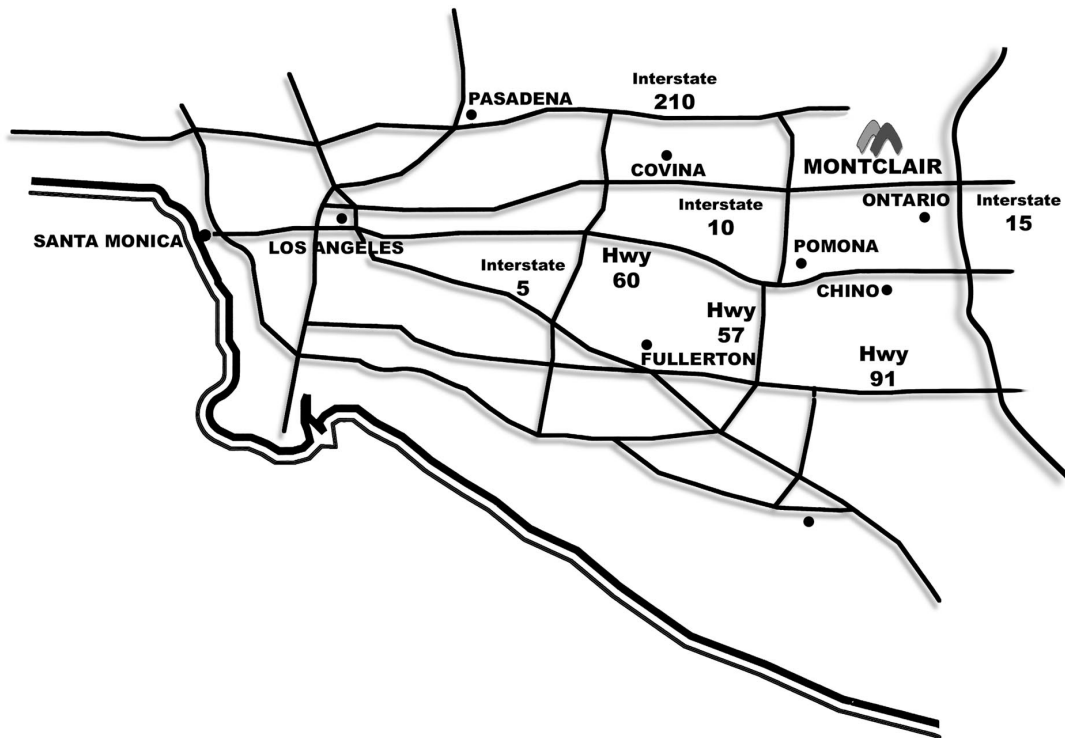 Interstate
210
PASADENA
COVINA
MONTCLAIR
Interstate
10
ONTARIO
Interstate
15
SANTA MONICA
LOS ANGELES
Interstate
5
Hwy
60
POMONA
CHINO
Hwy
57
FULLERTON
Hwy
91